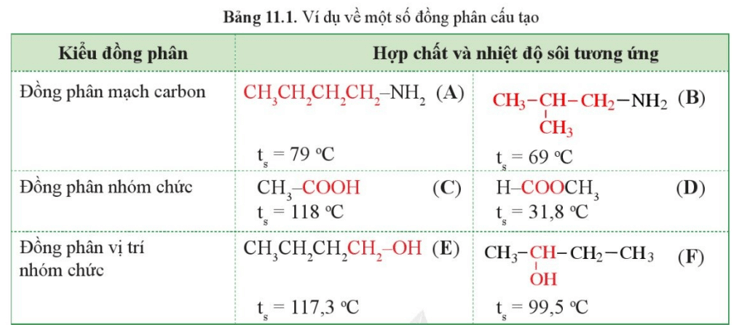 Bảng 11.1. Ví dụ về một số đồng phân cấu tạo
Kiểu đồng phân
Hợp chất và nhiệt độ sôi tương ứng
Đồng phân mạch carbon
CH₃CH₂CH₂CH₂–NH₂ (A)
tₛ = 79 °C
CH₃–CH–CH₂–NH₂ (B)
CH₃
tₛ = 69 °C
Đồng phân nhóm chức
CH₃–COOH (C)
tₛ = 118 °C
H–COOCH₃ (D)
tₛ = 31,8 °C
Đồng phân vị trí
nhóm chức
CH₃CH₂CH₂CH₂–OH (E)
tₛ = 117,3 °C
CH₃–CH–CH₂–CH₃ (F)
OH
tₛ = 99,5 °C